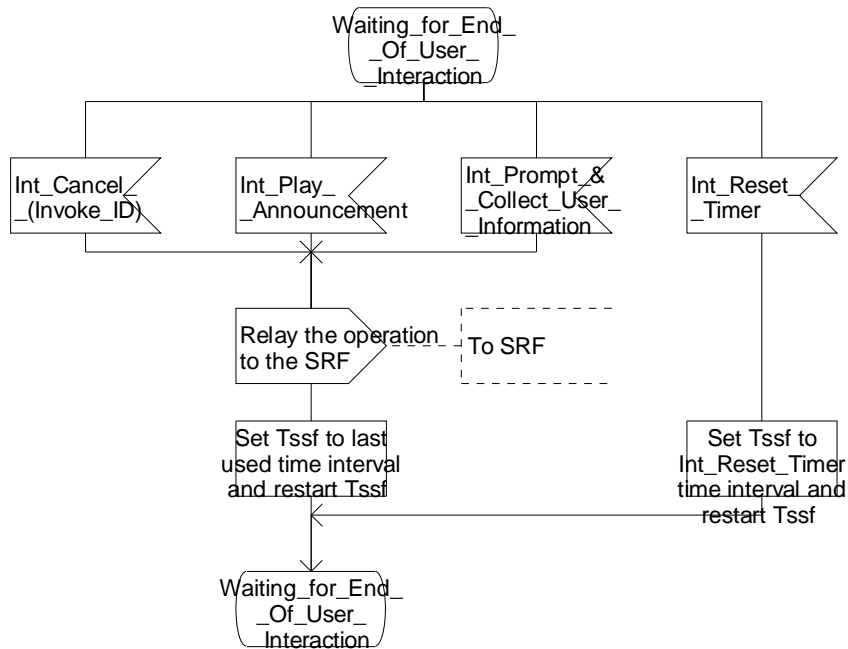 Waiting_for_End_
_Of_User_
_Interaction
Int_Cancel_
_(Invoke_ID)
Int_Play_
_Announcement
Int_Prompt_&
_Collect_User_
_Information
Int_Reset_
_Timer
Relay the operation
to the SRF
To SRF
Set Tssf to last
used time interval
and restart Tssf
Set Tssf to
Int_Reset_Timer
time interval and
restart Tssf
Waiting_for_End_
_Of_User_
_Interaction